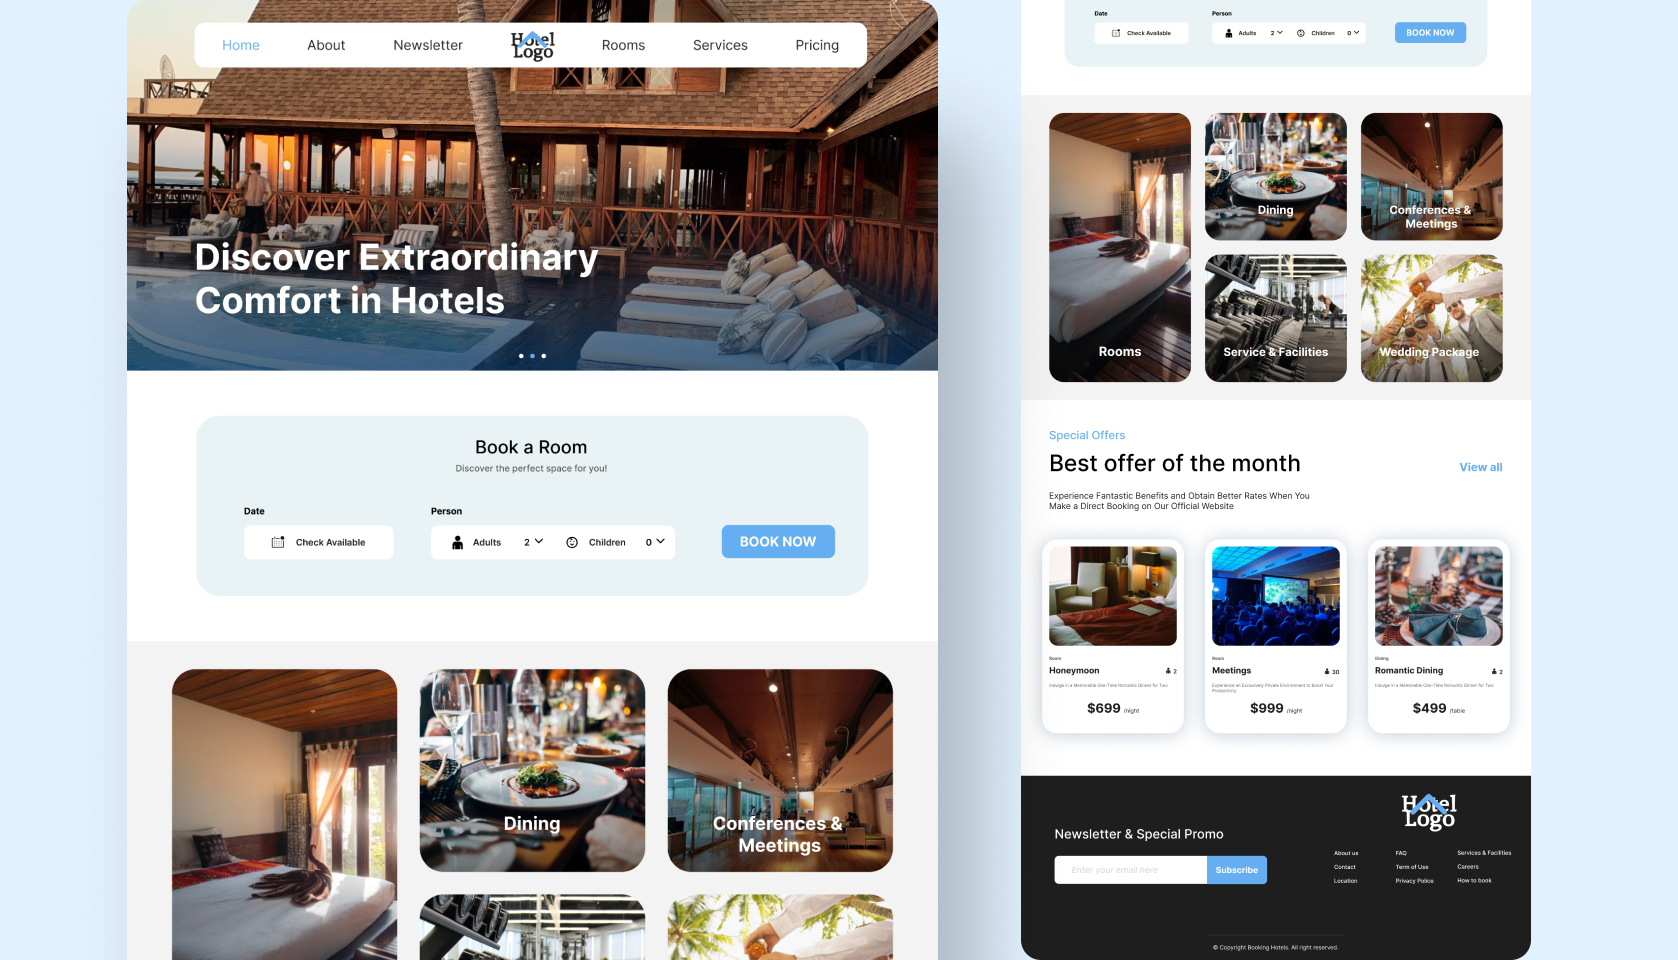 Home
About
Newsletter
Hotel
Logo
Rooms
Services
Pricing
Discover Extraordinary
Comfort in Hotels
Book a Room
Discover the perfect space for you!
Date
Person
Check Available
Adults
2
Children
0
BOOK NOW
Dining
Conferences &
Meetings
Date
Person
Check Available
Adults
2
Children
0
BOOK NOW
Rooms
Dining
Conferences &
Meetings
Service & Facilities
Wedding Package
Special Offers
Best offer of the month
View all
Experience Fantastic Benefits and Obtain Better Rates When You
Make a Direct Booking on Our Official Website
Room
Honeymoon
2
Indulge in a Memorable One-Time Romantic Dinner for Two
$699 /night
Room
Meetings
30
Experience an Exclusively Private Environment to Boost Your
Productivity
$999 /night
Dining
Romantic Dining
2
Indulge in a Memorable One-Time Romantic Dinner for Two
$499 /table
Newsletter & Special Promo
Enter your email here
Subscribe
Hotel
Logo
About us
Contact
Location
FAQ
Term of Use
Privacy Police
Services & Facilities
Careers
How to book
© Copyright Booking Hotels. All right reserved.